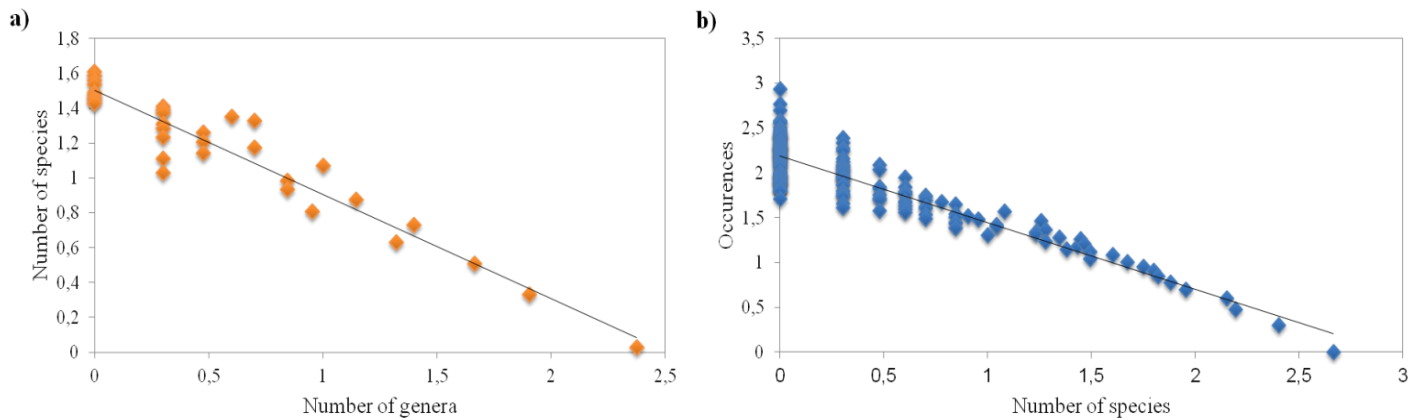 a)
Number of species
1,8
1,6
1,4
1,2
1
0,8
0,6
0,4
0,2
0
0 0,5 1 1,5 2 2,5
Number of genera
b)
Occurences
3,5
3
2,5
2
1,5
1
0,5
0
0 0,5 1 1,5 2 2,5 3
Number of species